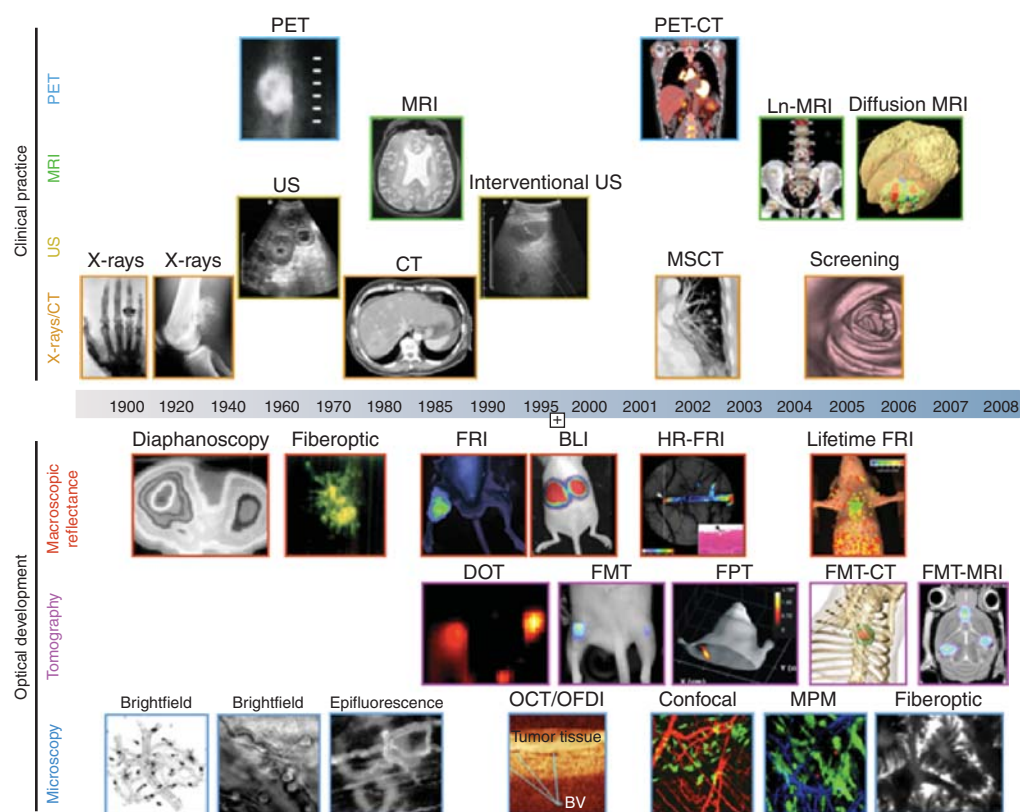 PET
PET-CT
MRI
Ln-MRI
Diffusion MRI
US
Interventional US
X-rays
X-rays
CT
MSCT
Screening
Clinical practice
PET
MRI
US
X-rays/CT
1900 1920 1940 1960 1970 1980 1985 1990 1995 2000 2001 2002 2003 2004 2005 2006 2007 2008
+
Diaphanoscopy
Fiberoptic
FRI
BLI
HR-FRI
Lifetime FRI
DOT
FMT
FPT
FMT-CT
FMT-MRI
Brightfield
Brightfield
Epifluorescence
OCT/OFDI
Confocal
MPM
Fiberoptic
Tumor tissue
BV
Optical development
Macroscopic
reflectance
Tomography
Microscopy